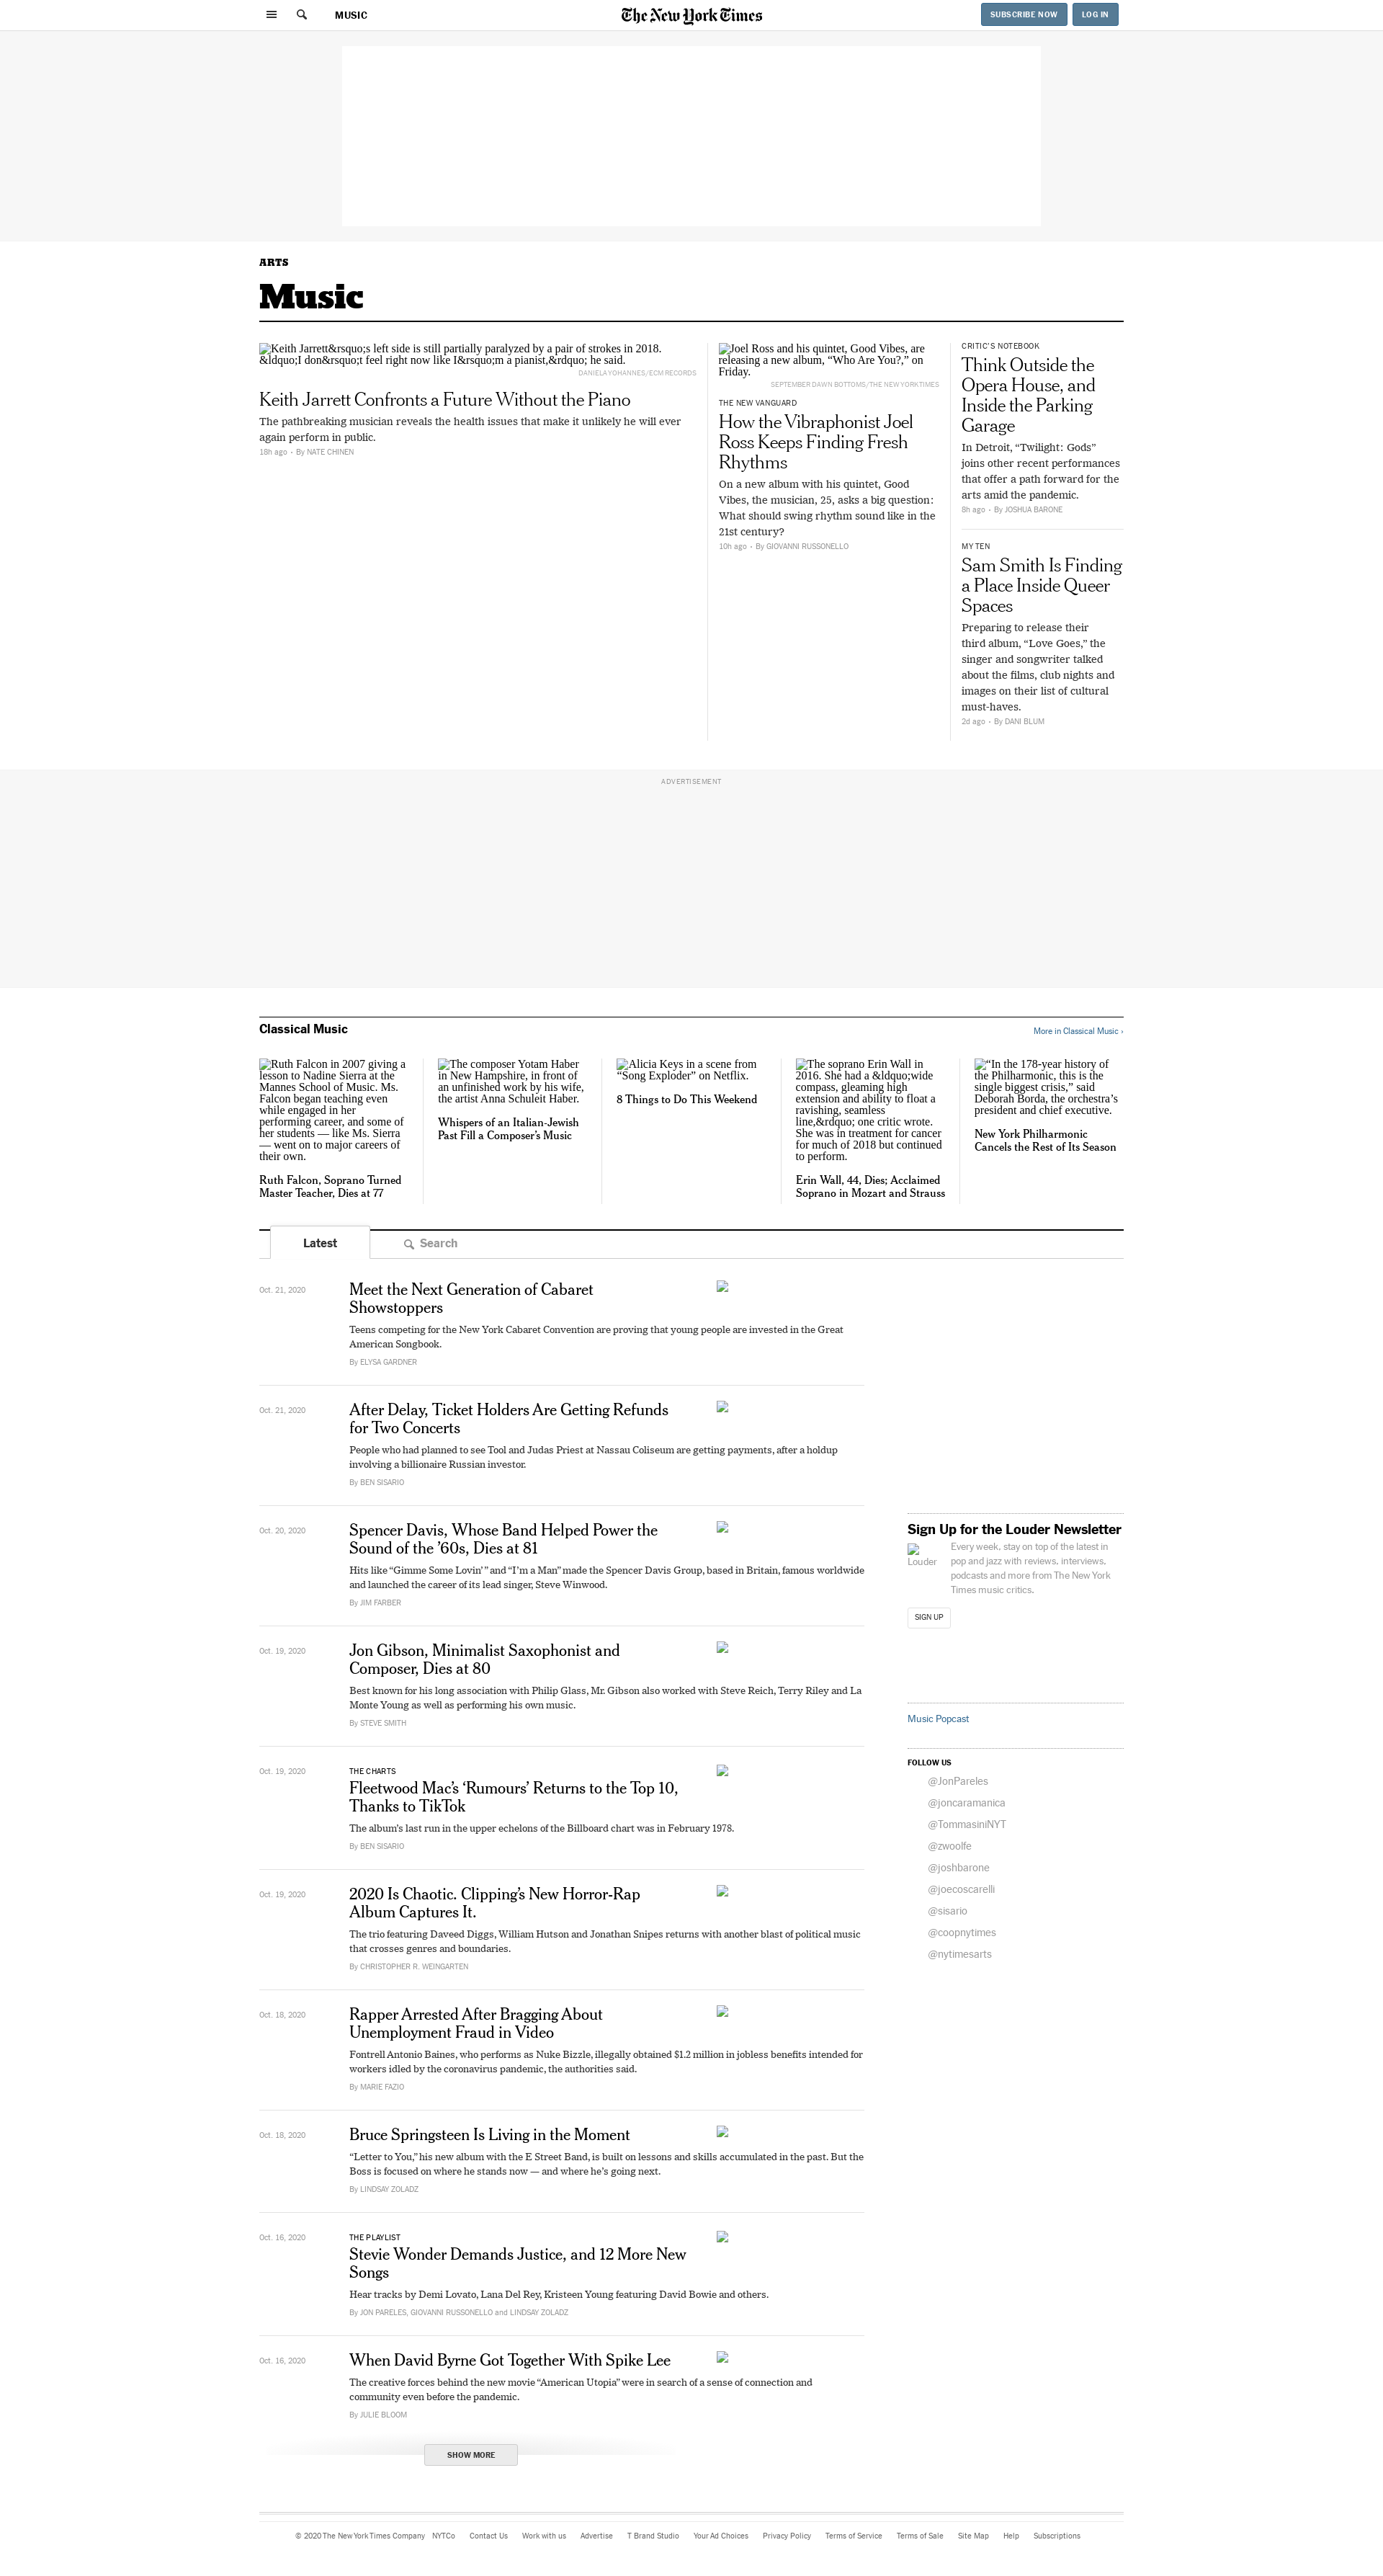 MUSIC
The New York Times
SUBSCRIBE NOW
LOG IN
ARTS
Music
Keith Jarrett&rsquo;s left side is still partially paralyzed by a pair of strokes in 2018.
&ldquo;I don&rsquo;t feel right now like I&rsquo;m a pianist,&rdquo; he said.
DANIELA YOHANNES/ECM RECORDS
Keith Jarrett Confronts a Future Without the Piano
The pathbreaking musician reveals the health issues that make it unlikely he will ever
again perform in public.
18h ago • By NATE CHINEN
Joel Ross and his quintet, Good Vibes, are
releasing a new album, “Who Are You?,” on
Friday.
SEPTEMBER DAWN BOTTOMS/THE NEW YORK TIMES
THE NEW VANGUARD
How the Vibraphonist Joel
Ross Keeps Finding Fresh
Rhythms
On a new album with his quintet, Good
Vibes, the musician, 25, asks a big question:
What should swing rhythm sound like in the
21st century?
10h ago • By GIOVANNI RUSSONELLO
CRITIC’S NOTEBOOK
Think Outside the
Opera House, and
Inside the Parking
Garage
In Detroit, “Twilight: Gods”
joins other recent performances
that offer a path forward for the
arts amid the pandemic.
8h ago • By JOSHUA BARONE
MY TEN
Sam Smith Is Finding
a Place Inside Queer
Spaces
Preparing to release their
third album, “Love Goes,” the
singer and songwriter talked
about the films, club nights and
images on their list of cultural
must-haves.
2d ago • By DANI BLUM
ADVERTISEMENT
Classical Music
More in Classical Music ›
Ruth Falcon in 2007 giving a
lesson to Nadine Sierra at the
Mannes School of Music. Ms.
Falcon began teaching even
while engaged in her
performing career, and some of
her students — like Ms. Sierra
— went on to major careers of
their own.
Ruth Falcon, Soprano Turned
Master Teacher, Dies at 77
The composer Yotam Haber
in New Hampshire, in front of
an unfinished work by his wife,
the artist Anna Schuleit Haber.
Whispers of an Italian-Jewish
Past Fill a Composer’s Music
Alicia Keys in a scene from
“Song Exploder” on Netflix.
8 Things to Do This Weekend
The soprano Erin Wall in
2016. She had a &ldquo;wide
compass, gleaming high
extension and ability to float a
ravishing, seamless
line,&rdquo; one critic wrote.
She was in treatment for cancer
for much of 2018 but continued
to perform.
Erin Wall, 44, Dies; Acclaimed
Soprano in Mozart and Strauss
“In the 178-year history of
the Philharmonic, this is the
single biggest crisis,” said
Deborah Borda, the orchestra’s
president and chief executive.
New York Philharmonic
Cancels the Rest of Its Season
Latest
Search
Oct. 21, 2020
Meet the Next Generation of Cabaret
Showstoppers
Teens competing for the New York Cabaret Convention are proving that young people are invested in the Great
American Songbook.
By ELYSA GARDNER
Oct. 21, 2020
After Delay, Ticket Holders Are Getting Refunds
for Two Concerts
People who had planned to see Tool and Judas Priest at Nassau Coliseum are getting payments, after a holdup
involving a billionaire Russian investor.
By BEN SISARIO
Oct. 20, 2020
Spencer Davis, Whose Band Helped Power the
Sound of the ’60s, Dies at 81
Hits like “Gimme Some Lovin’ ” and “I’m a Man” made the Spencer Davis Group, based in Britain, famous worldwide
and launched the career of its lead singer, Steve Winwood.
By JIM FARBER
Oct. 19, 2020
Jon Gibson, Minimalist Saxophonist and
Composer, Dies at 80
Best known for his long association with Philip Glass, Mr. Gibson also worked with Steve Reich, Terry Riley and La
Monte Young as well as performing his own music.
By STEVE SMITH
Oct. 19, 2020
THE CHARTS
Fleetwood Mac’s ‘Rumours’ Returns to the Top 10,
Thanks to TikTok
The album’s last run in the upper echelons of the Billboard chart was in February 1978.
By BEN SISARIO
Oct. 19, 2020
2020 Is Chaotic. Clipping’s New Horror-Rap
Album Captures It.
The trio featuring Daveed Diggs, William Hutson and Jonathan Snipes returns with another blast of political music
that crosses genres and boundaries.
By CHRISTOPHER R. WEINGARTEN
Oct. 18, 2020
Rapper Arrested After Bragging About
Unemployment Fraud in Video
Fontrell Antonio Baines, who performs as Nuke Bizzle, illegally obtained $1.2 million in jobless benefits intended for
workers idled by the coronavirus pandemic, the authorities said.
By MARIE FAZIO
Oct. 18, 2020
Bruce Springsteen Is Living in the Moment
“Letter to You,” his new album with the E Street Band, is built on lessons and skills accumulated in the past. But the
Boss is focused on where he stands now — and where he’s going next.
By LINDSAY ZOLADZ
Oct. 16, 2020
THE PLAYLIST
Stevie Wonder Demands Justice, and 12 More New
Songs
Hear tracks by Demi Lovato, Lana Del Rey, Kristeen Young featuring David Bowie and others.
By JON PARELES, GIOVANNI RUSSONELLO and LINDSAY ZOLADZ
Oct. 16, 2020
When David Byrne Got Together With Spike Lee
The creative forces behind the new movie “American Utopia” were in search of a sense of connection and
community even before the pandemic.
By JULIE BLOOM
SHOW MORE
Sign Up for the Louder Newsletter
Louder
Every week, stay on top of the latest in
pop and jazz with reviews, interviews,
podcasts and more from The New York
Times music critics.
SIGN UP
Music Popcast
FOLLOW US
@JonPareles
@joncaramanica
@TommasiniNYT
@zwoolfe
@joshbarone
@joecoscarelli
@sisario
@coopnytimes
@nytimesarts
© 2020 The New York Times Company NYTCo Contact Us Work with us Advertise T Brand Studio Your Ad Choices Privacy Policy Terms of Service Terms of Sale Site Map Help Subscriptions